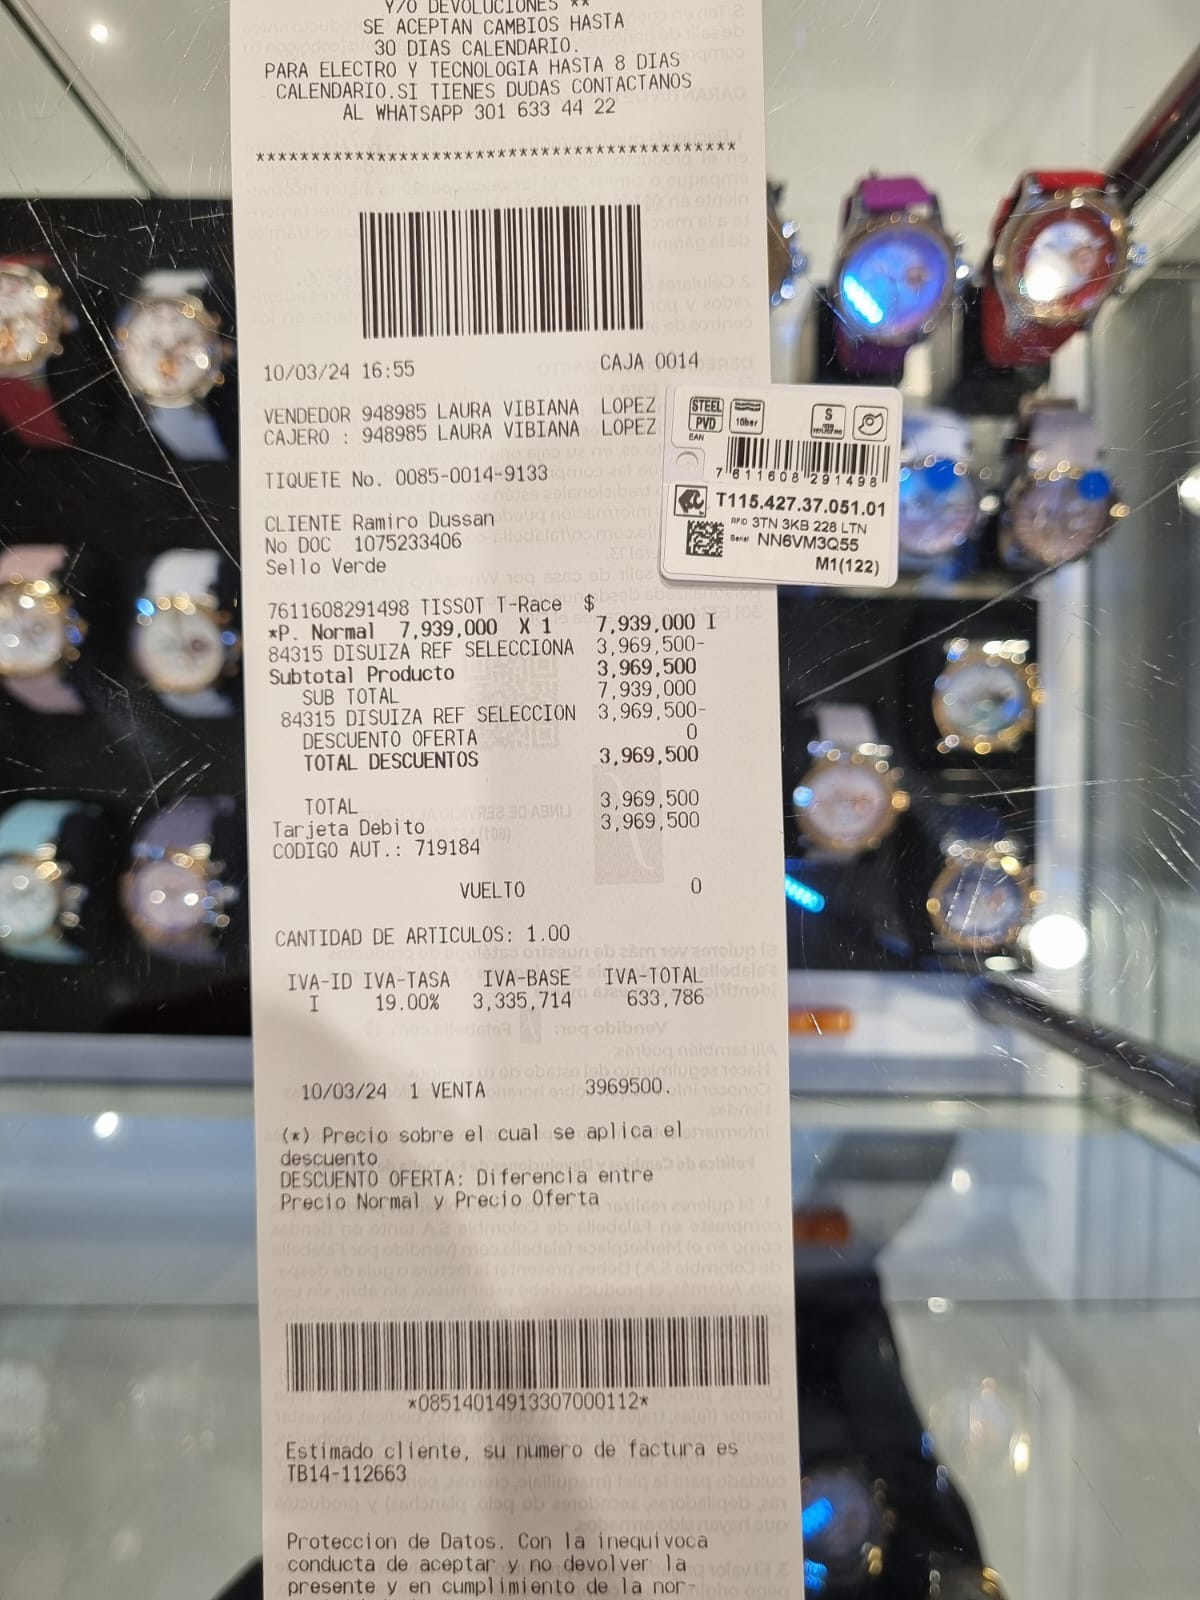 Y/O DEVOLUCIONES **
SE ACEPTAN CAMBIOS HASTA
30 DIAS CALENDARIO.
PARA ELECTRO Y TECNOLOGIA HASTA 8 DIAS
CALENDARIO.SI TIENES DUDAS CONTACTANOS
AL WHATSAPP 301 633 44 22
********************************************
10/03/24 16:55 CAJA 0014
VENDEDOR 948985 LAURA VIBIANA LOPEZ
CAJERO : 948985 LAURA VIBIANA LOPEZ
TIQUETE No. 0085-0014-9133
CLIENTE Ramiro Dussan
No DOC 1075233406
Sello Verde
7611608291498 TISSOT T-Race $
*P. Normal 7,939,000 X 1 7,939,000 I
84315 DISUIZA REF SELECCIONA 3,969,500-
Subtotal Producto 3,969,500
SUB TOTAL 7,939,000
84315 DISUIZA REF SELECCION 3,969,500-
DESCUENTO OFERTA 0
TOTAL DESCUENTOS 3,969,500
TOTAL 3,969,500
Tarjeta Debito 3,969,500
CODIGO AUT.: 719184
VUELTO 0
CANTIDAD DE ARTICULOS: 1.00
IVA-ID IVA-TASA IVA-BASE IVA-TOTAL
I 19.00% 3,335,714 633,786
10/03/24 1 VENTA 3969500.
(*) Precio sobre el cual se aplica el
descuento
DESCUENTO OFERTA: Diferencia entre
Precio Normal y Precio Oferta
*08514014913307000112*
Estimado cliente, su numero de factura es
TB14-112663
Proteccion de Datos. Con la inequivoca
conducta de aceptar y no devolver la
presente y en cumplimiento de la nor-
STEEL
PVD
10bar
S
EAN
7 611608 291498
T115.427.37.051.01
RFID 3TN 3KB 228 LTN
Serial NN6VM3Q55
M1(122)